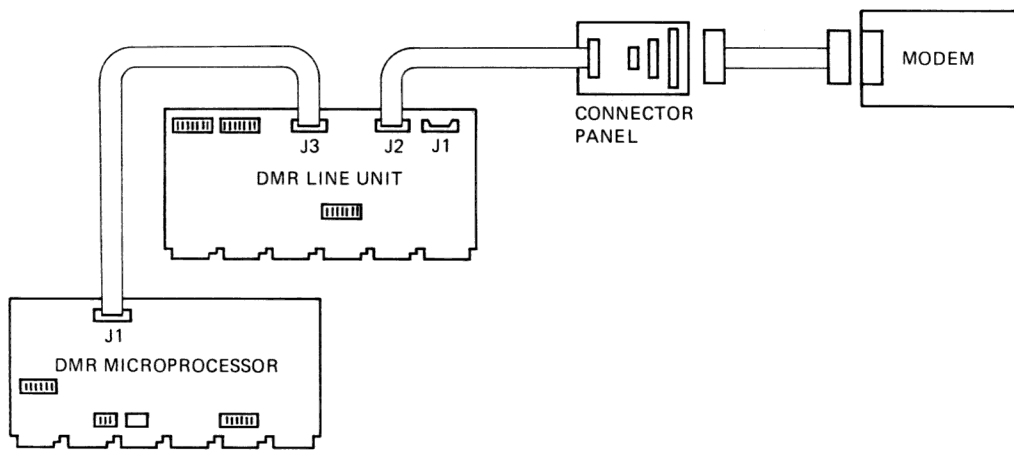 MODEM
CONNECTOR
PANEL
J3
J2
J1
DMR LINE UNIT
J1
DMR MICROPROCESSOR